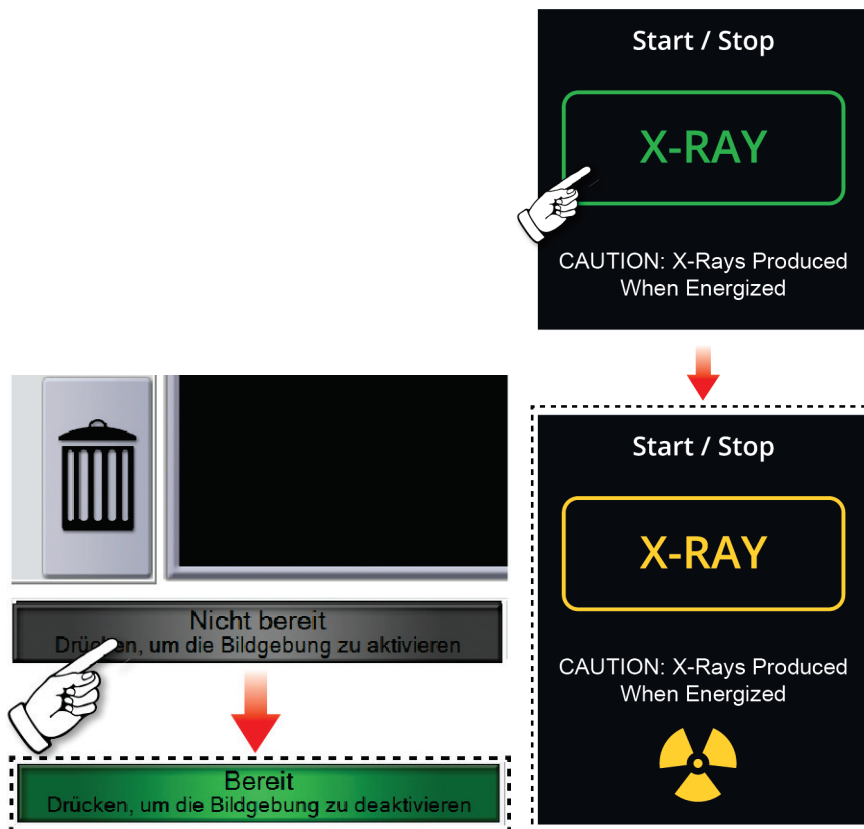 Start / Stop
X-RAY
CAUTION: X-Rays Produced
When Energized
Nicht bereit
Drücken, um die Bildgebung zu aktivieren
Bereit
Drücken, um die Bildgebung zu deaktivieren
Start / Stop
X-RAY
CAUTION: X-Rays Produced
When Energized